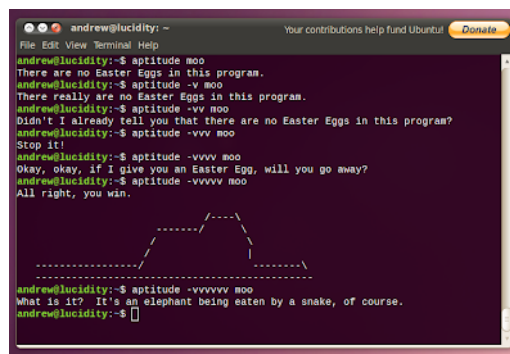 andrew@lucidity: ~
Your contributions help fund Ubuntu! Donate
File Edit View Terminal Help
andrew@lucidity:~$ aptitude moo
There are no Easter Eggs in this program.
andrew@lucidity:~$ aptitude -v moo
There really are no Easter Eggs in this program.
andrew@lucidity:~$ aptitude -vv moo
Didn't I already tell you that there are no Easter Eggs in this program?
andrew@lucidity:~$ aptitude -vvv moo
Stop it!
andrew@lucidity:~$ aptitude -vvvv moo
Okay, okay, if I give you an Easter Egg, will you go away?
andrew@lucidity:~$ aptitude -vvvvv moo
All right, you win.

                               /----\
                       -------/      \
                      /               \
                     /                |
   -----------------/                  --------\
   ----------------------------------------------
andrew@lucidity:~$ aptitude -vvvvvv moo
What is it?  It's an elephant being eaten by a snake, of course.
andrew@lucidity:~$